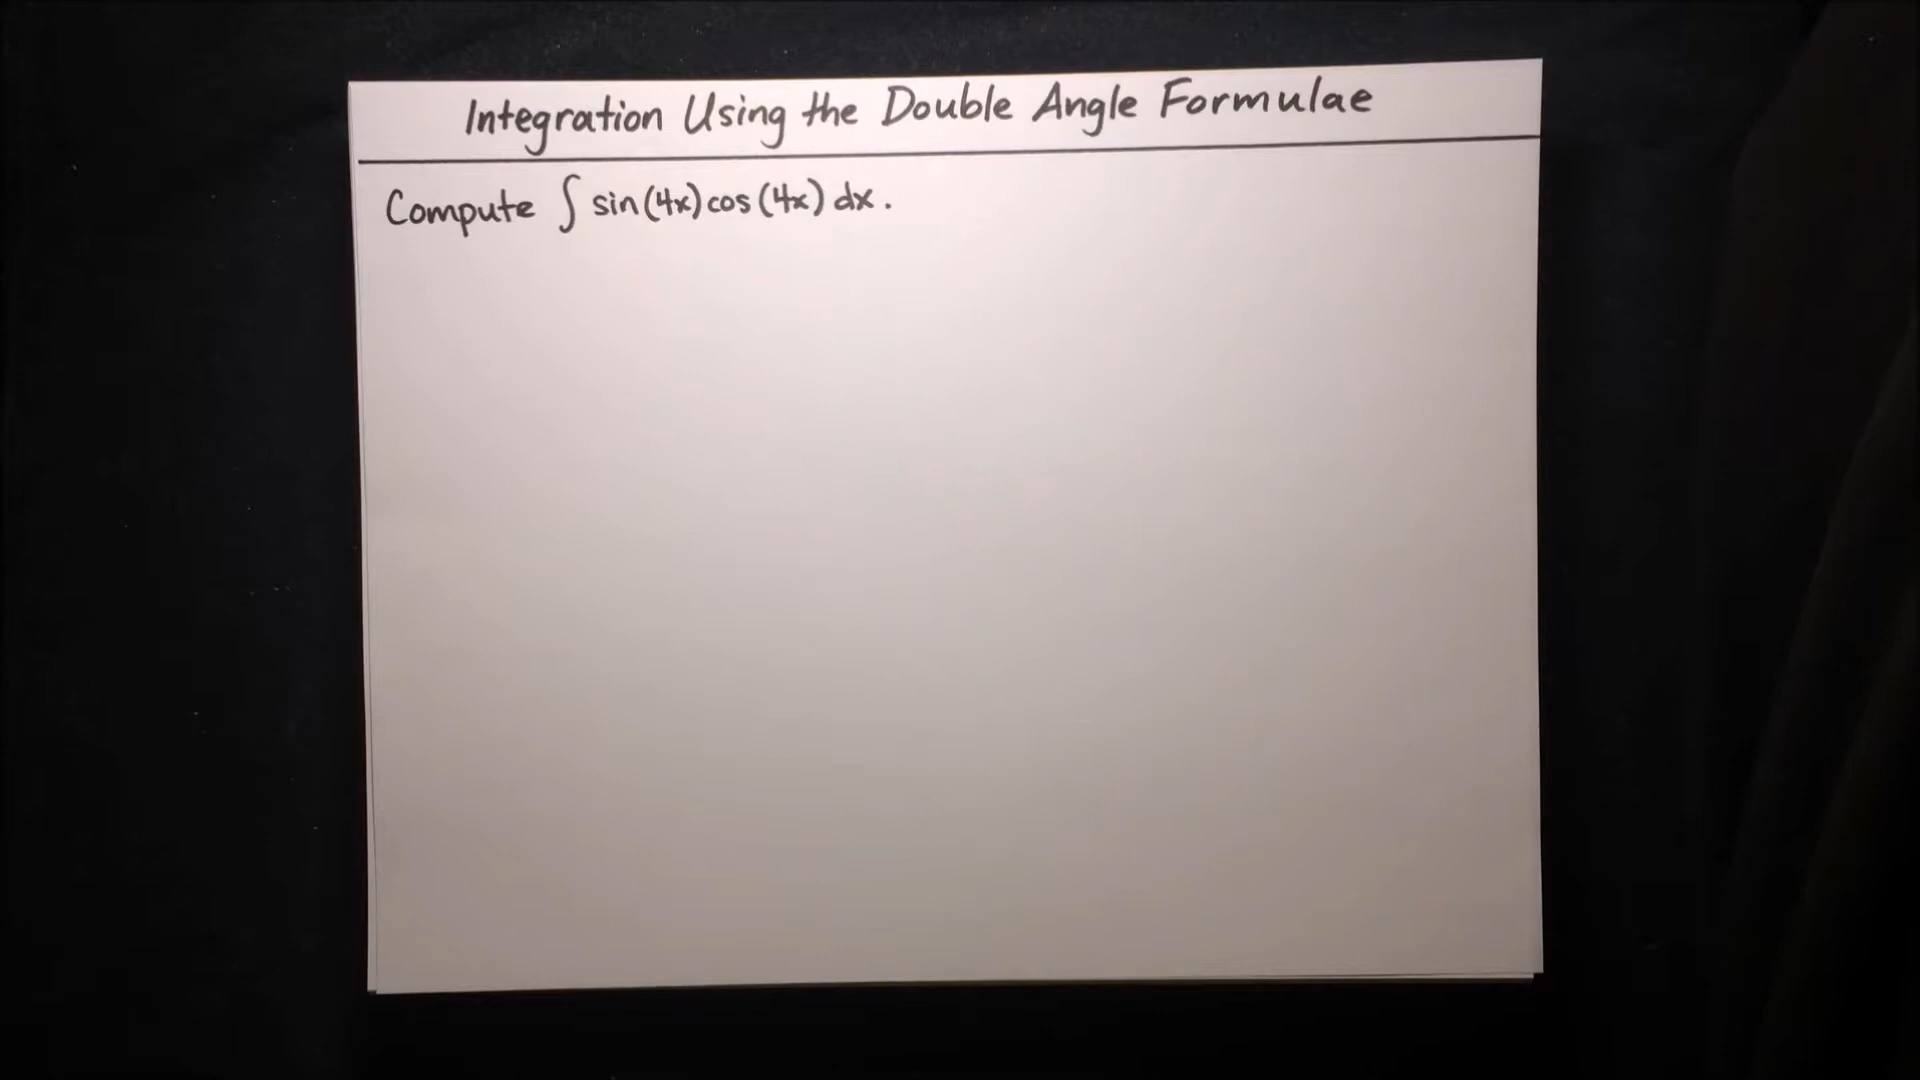 Integration Using the Double Angle Formulae
Compute ∫ sin(4x)cos(4x) dx.